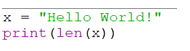 x = "Hello World!"
print(len(x))